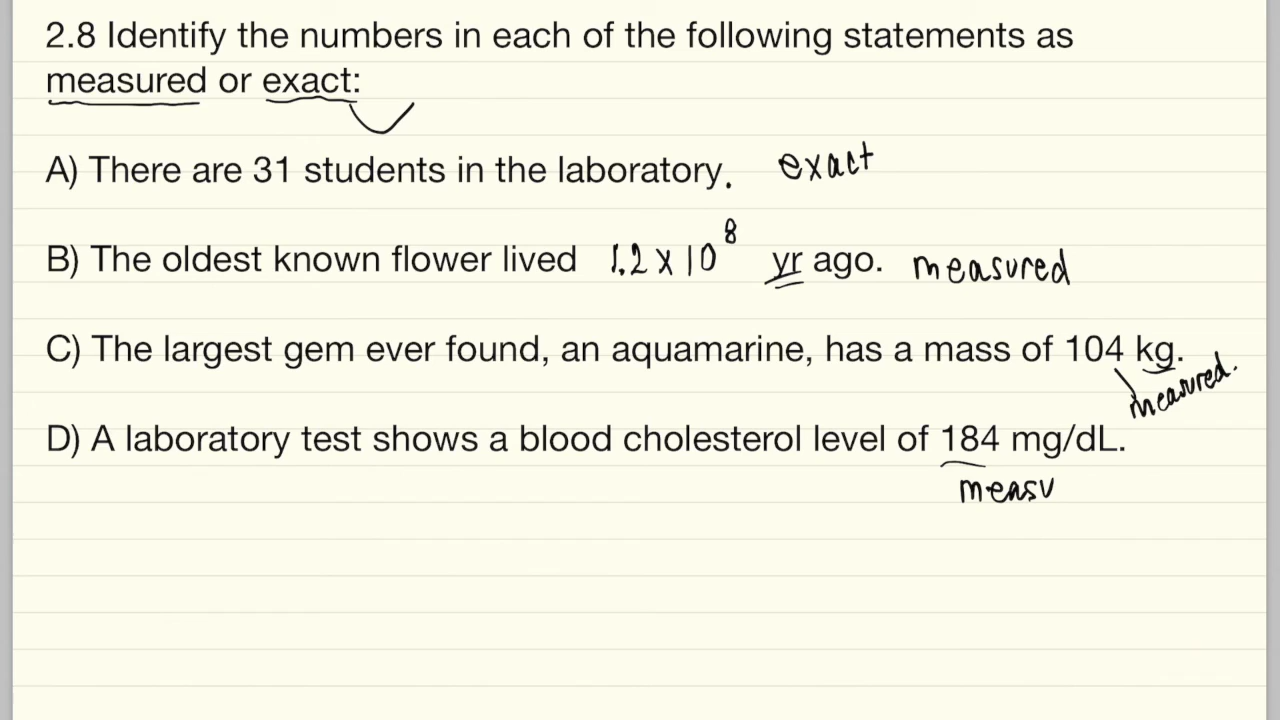 2.8 Identify the numbers in each of the following statements as
measured or exact:
A) There are 31 students in the laboratory. exact
B) The oldest known flower lived 1.2 x 10^8 yr ago. measured
C) The largest gem ever found, an aquamarine, has a mass of 104 kg.
measured.
D) A laboratory test shows a blood cholesterol level of 184 mg/dL.
measu